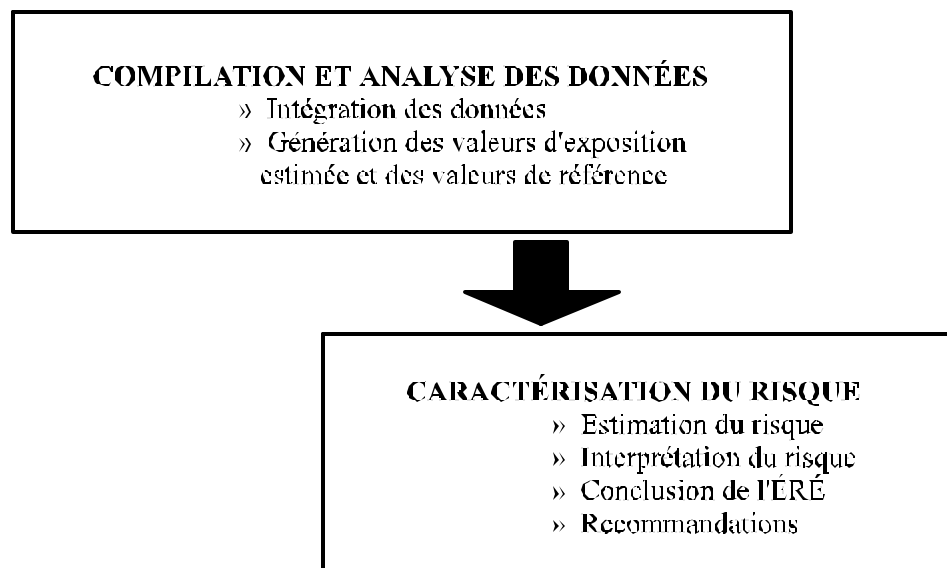 COMPILATION ET ANALYSE DES DONNÉES
» Intégration des données
» Génération des valeurs d'exposition
estimée et des valeurs de référence
CARACTÉRISATION DU RISQUE
» Estimation du risque
» Interprétation du risque
» Conclusion de l'ÉRÉ
» Recommandations